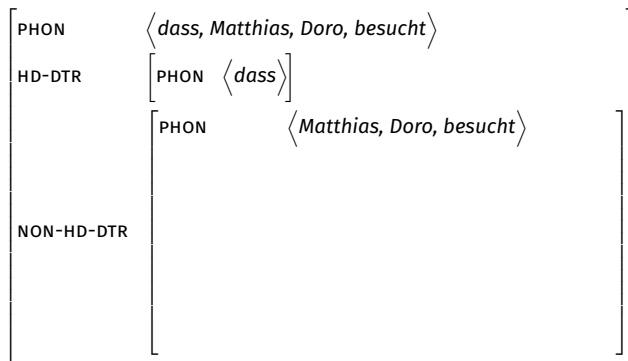 PHON ⟨dass, Matthias, Doro, besucht⟩
HD-DTR [PHON ⟨dass⟩]
PHON ⟨Matthias, Doro, besucht⟩
NON-HD-DTR